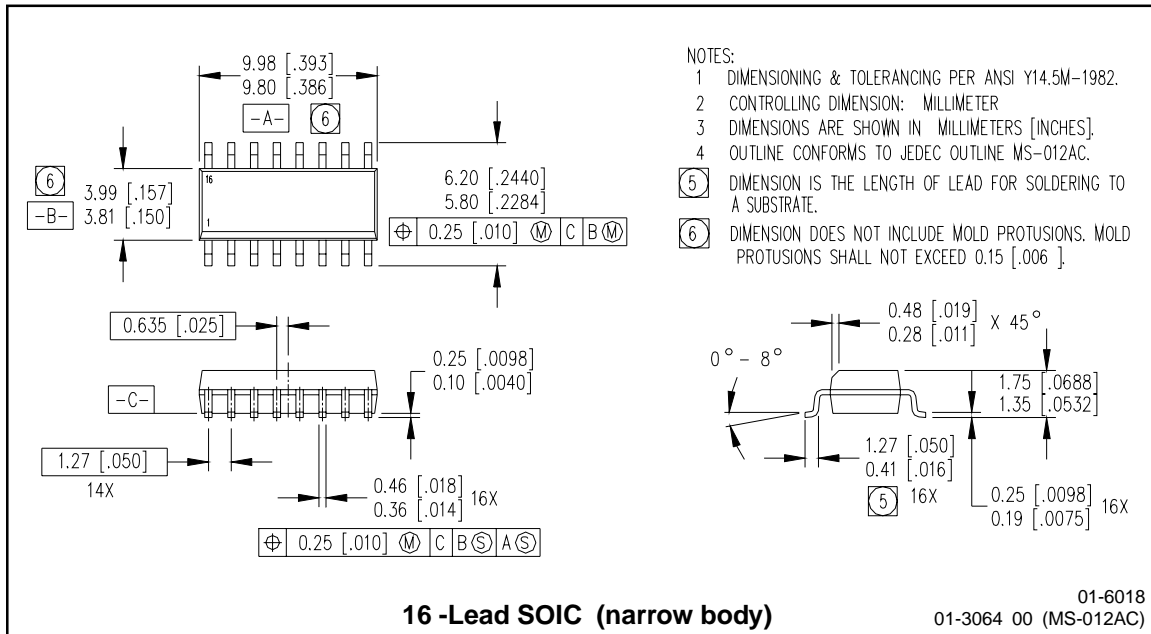 9.98 [.393]
9.80 [.386]
-A- 6
6
3.99 [.157]
-B- 3.81 [.150]
16
1
6.20 [.2440]
5.80 [.2284]
⌖ 0.25 [.010] Ⓜ C B Ⓜ
NOTES:
1 DIMENSIONING & TOLERANCING PER ANSI Y14.5M-1982.
2 CONTROLLING DIMENSION: MILLIMETER
3 DIMENSIONS ARE SHOWN IN MILLIMETERS [INCHES].
4 OUTLINE CONFORMS TO JEDEC OUTLINE MS-012AC.
5 DIMENSION IS THE LENGTH OF LEAD FOR SOLDERING TO
A SUBSTRATE.
6 DIMENSION DOES NOT INCLUDE MOLD PROTUSIONS. MOLD
PROTUSIONS SHALL NOT EXCEED 0.15 [.006 ].
0.635 [.025]
0.25 [.0098]
0.10 [.0040]
-C-
1.27 [.050]
14X
0.46 [.018]
0.36 [.014] 16X
⌖ 0.25 [.010] Ⓜ C B Ⓢ A Ⓢ
0.48 [.019]
0.28 [.011] X 45°
0°-8°
1.75 [.0688]
1.35 [.0532]
1.27 [.050]
0.41 [.016]
5 16X
0.25 [.0098]
0.19 [.0075] 16X
16 -Lead SOIC (narrow body)
01-6018
01-3064 00 (MS-012AC)